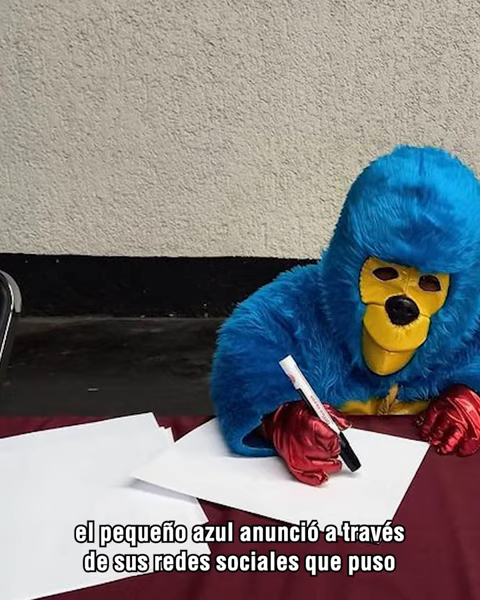 el pequeño azul anunció a través
de sus redes sociales que puso